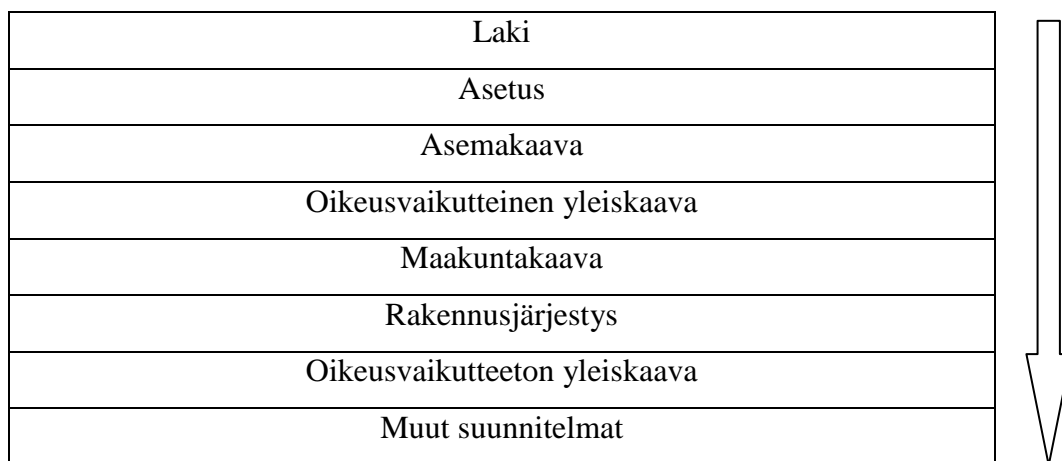 Laki
Asetus
Asemakaava
Oikeusvaikutteinen yleiskaava
Maakuntakaava
Rakennusjärjestys
Oikeusvaikutteeton yleiskaava
Muut suunnitelmat